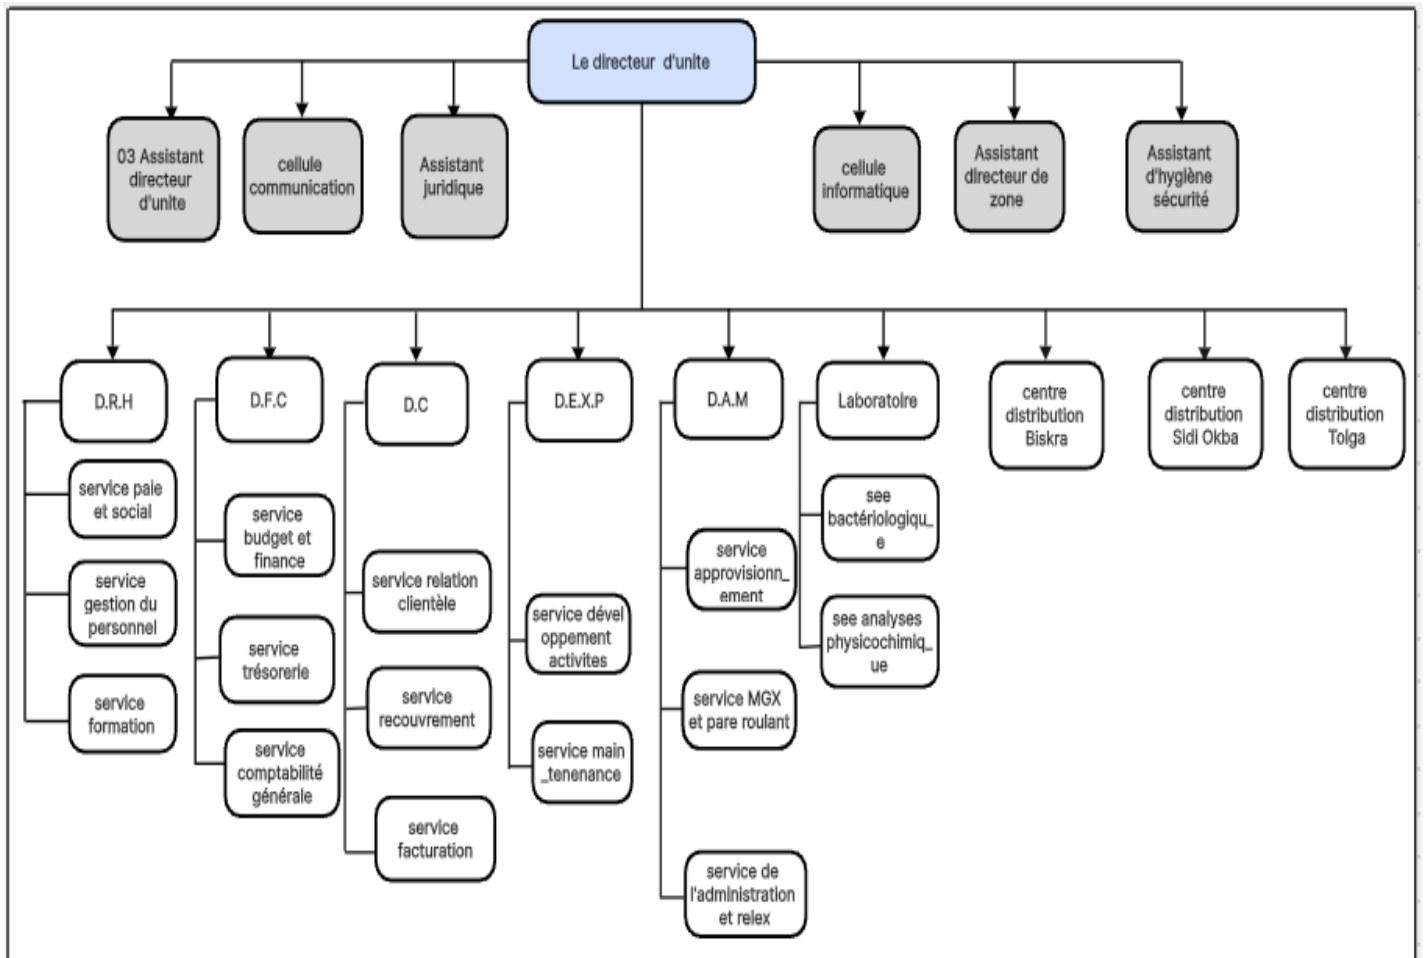 Le directeur d'unite
03 Assistant
directeur
d'unite
cellule
communication
Assistant
juridique
cellule
informatique
Assistant
directeur de
zone
Assistant
d'hygiène
sécurité
D.R.H
D.F.C
D.C
D.E.X.P
D.A.M
Laboratoire
centre
distribution
Biskra
centre
distribution
Sidi Okba
centre
distribution
Tolga
service paie
et social
service
gestion du
personnel
service
formation
service
budget et
finance
service
trésorerie
service
comptabilité
générale
service relation
clientèle
service
recouvrement
service
facturation
service dével
oppement
activites
service main
_tenenance
service
approvisionn_
ement
service MGX
et pare roulant
service de
l'administration
et relex
see
bactériologiqu_
e
see analyses
physicochimiq_
ue